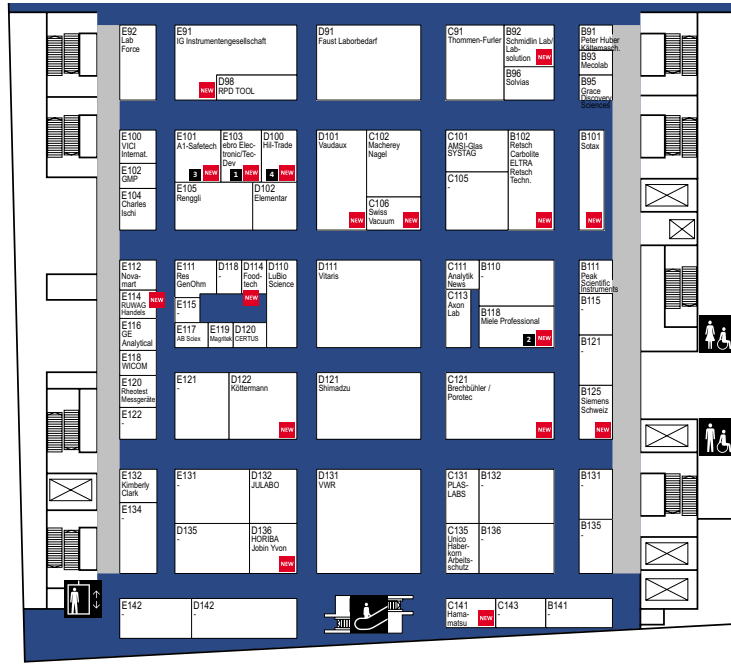 E92
Lab
Force
E91
IG Instrumentengesellschaft
NEW
D98
RPD TOOL
D91
Faust Laborbedarf
C91
Thommen-Furler
B92
Schmidlin Lab/
Lab-
solution
NEW
B96
Solvias
B91
Peter Huber
Kältemasch.
B93
Mecolab
B95
Grace
Discovery
Sciences
E100
VICI
Internat.
E102
GMP
E104
Charles
Ischi
E101
A1-Safetech
3 NEW
E103
ebro Elec-
tronic/Tec-
Dev
1 NEW
D100
Hil-Trade
4 NEW
E105
Renggli
D102
Elementar
D101
Vaudaux
NEW
C102
Macherey
Nagel
C106
Swiss
Vacuum
NEW
C101
AMSI-Glas
SYSTAG
C105
-
B102
Retsch
Carbolite
ELTRA
Retsch
Techn.
NEW
B101
Sotax
NEW
E112
Nova-
mart
E114
RUWAG
Handels
NEW
E116
GE
Analytical
E118
WICOM
E120
Rheotest
Messgeräte
E122
-
E111
Res
GenOhm
D118
-
D114
Food-
tech
NEW
D110
LuBio
Science
E115
-
E117
AB Sciex
E119
Magritek
D120
CERTUS
D111
Vitaris
C111
Analytik
News
C113
Axon
Lab
B110
-
B118
Miele Professional
2 NEW
B111
Peak
Scientific
Instruments
B115
-
B121
-
B125
Siemens
Schweiz
NEW
E121
-
D122
Köttermann
NEW
D121
Shimadzu
C121
Brechbühler /
Porotec
NEW
E132
Kimberly
Clark
E134
-
E131
-
D132
JULABO
D135
-
D136
HORIBA
Jobin Yvon
NEW
D131
VWR
C131
PLAS-
LABS
B132
-
C135
Unico
Haber-
korn
Arbeits-
schutz
B136
-
B131
-
B135
-
E142
-
D142
-
C141
Hama-
matsu
NEW
C143
-
B141
-